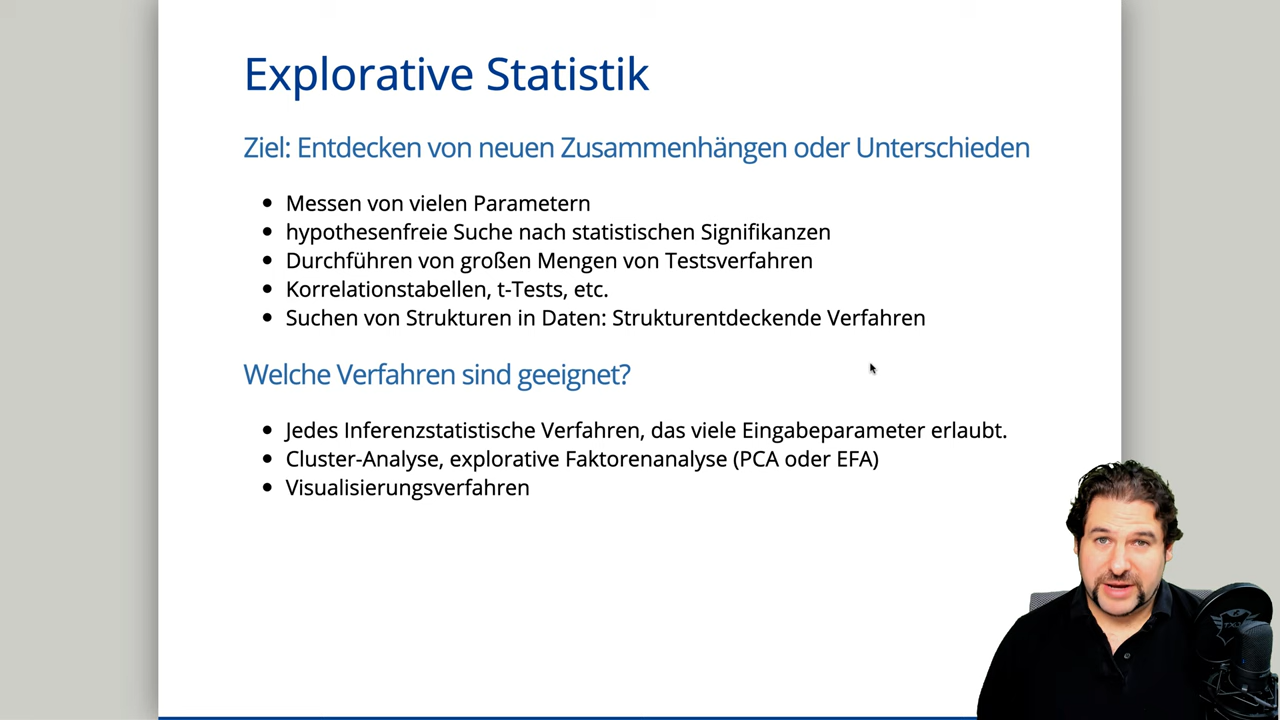 Explorative Statistik
Ziel: Entdecken von neuen Zusammenhängen oder Unterschieden
• Messen von vielen Parametern
• hypothesenfreie Suche nach statistischen Signifikanzen
• Durchführen von großen Mengen von Testsverfahren
• Korrelationstabellen, t-Tests, etc.
• Suchen von Strukturen in Daten: Strukturentdeckende Verfahren
Welche Verfahren sind geeignet?
• Jedes Inferenzstatistische Verfahren, das viele Eingabeparameter erlaubt.
• Cluster-Analyse, explorative Faktorenanalyse (PCA oder EFA)
• Visualisierungsverfahren